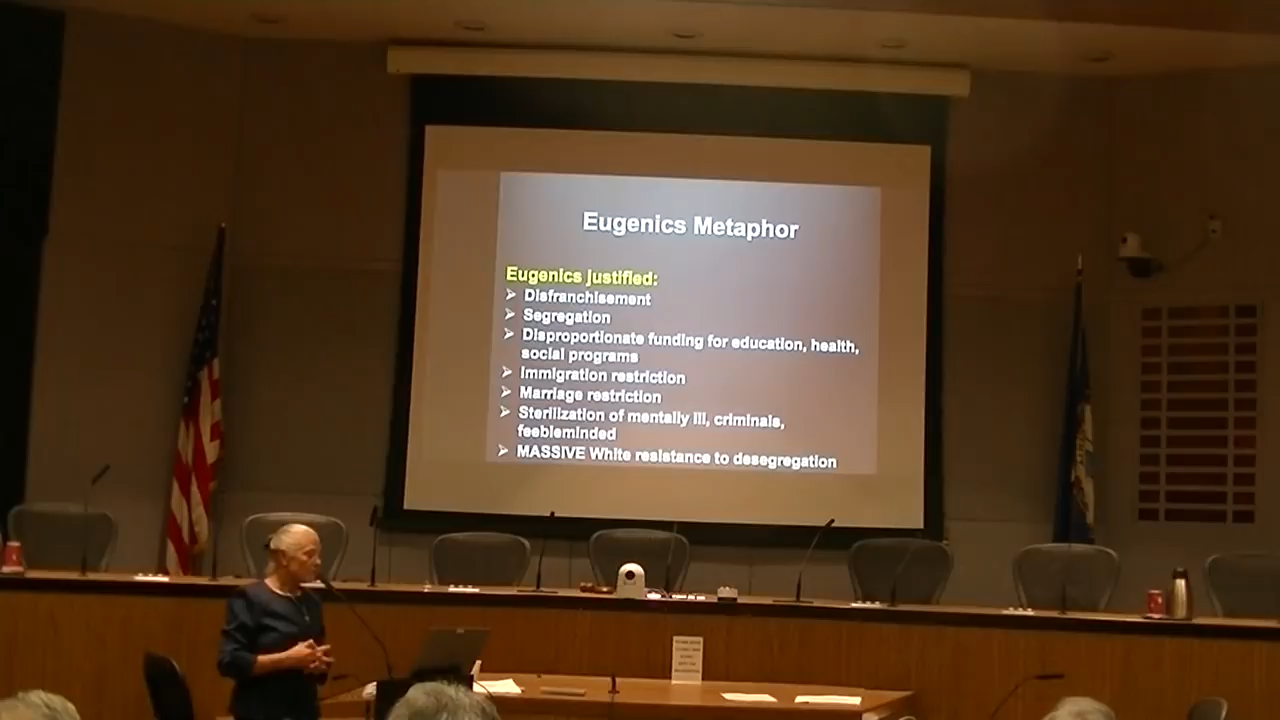 Eugenics Metaphor
Eugenics justified:
Disfranchisement
Segregation
Disproportionate funding for education, health,
social programs
Immigration restriction
Marriage restriction
Sterilization of mentally ill, criminals,
feebleminded
MASSIVE White resistance to desegregation